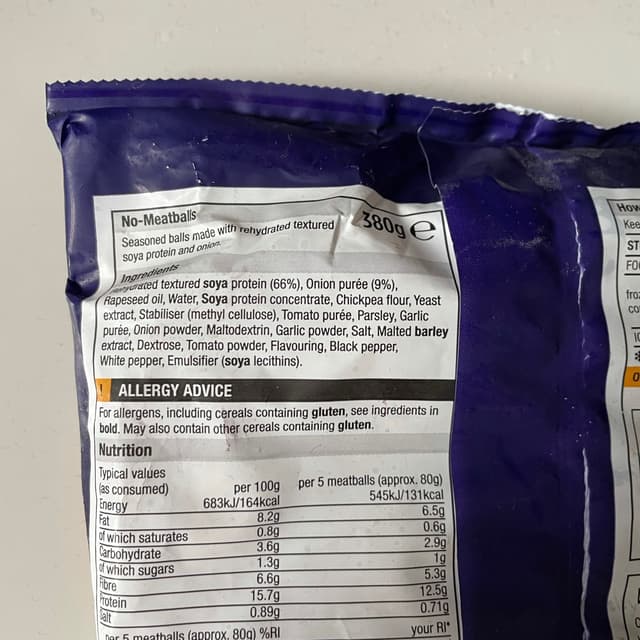 No-Meatballs
380g e
Seasoned balls made with rehydrated textured
soya protein and onion.
Ingredients
Rehydrated textured soya protein (66%), Onion purée (9%),
Rapeseed oil, Water, Soya protein concentrate, Chickpea flour, Yeast
extract, Stabiliser (methyl cellulose), Tomato purée, Parsley, Garlic
purée, Onion powder, Maltodextrin, Garlic powder, Salt, Malted barley
extract, Dextrose, Tomato powder, Flavouring, Black pepper,
White pepper, Emulsifier (soya lecithins).
! ALLERGY ADVICE
For allergens, including cereals containing gluten, see ingredients in
bold. May also contain other cereals containing gluten.
Nutrition
Typical values
(as consumed) per 100g per 5 meatballs (approx. 80g)
Energy 683kJ/164kcal 545kJ/131kcal
Fat 8.2g 6.5g
of which saturates 0.8g 0.6g
Carbohydrate 3.6g 2.9g
of which sugars 1.3g 1g
Fibre 6.6g 5.3g
Protein 15.7g 12.5g
Salt 0.89g 0.71g
per 5 meatballs (approx. 80g) %RI your RI*
How
Kee
ST
FO